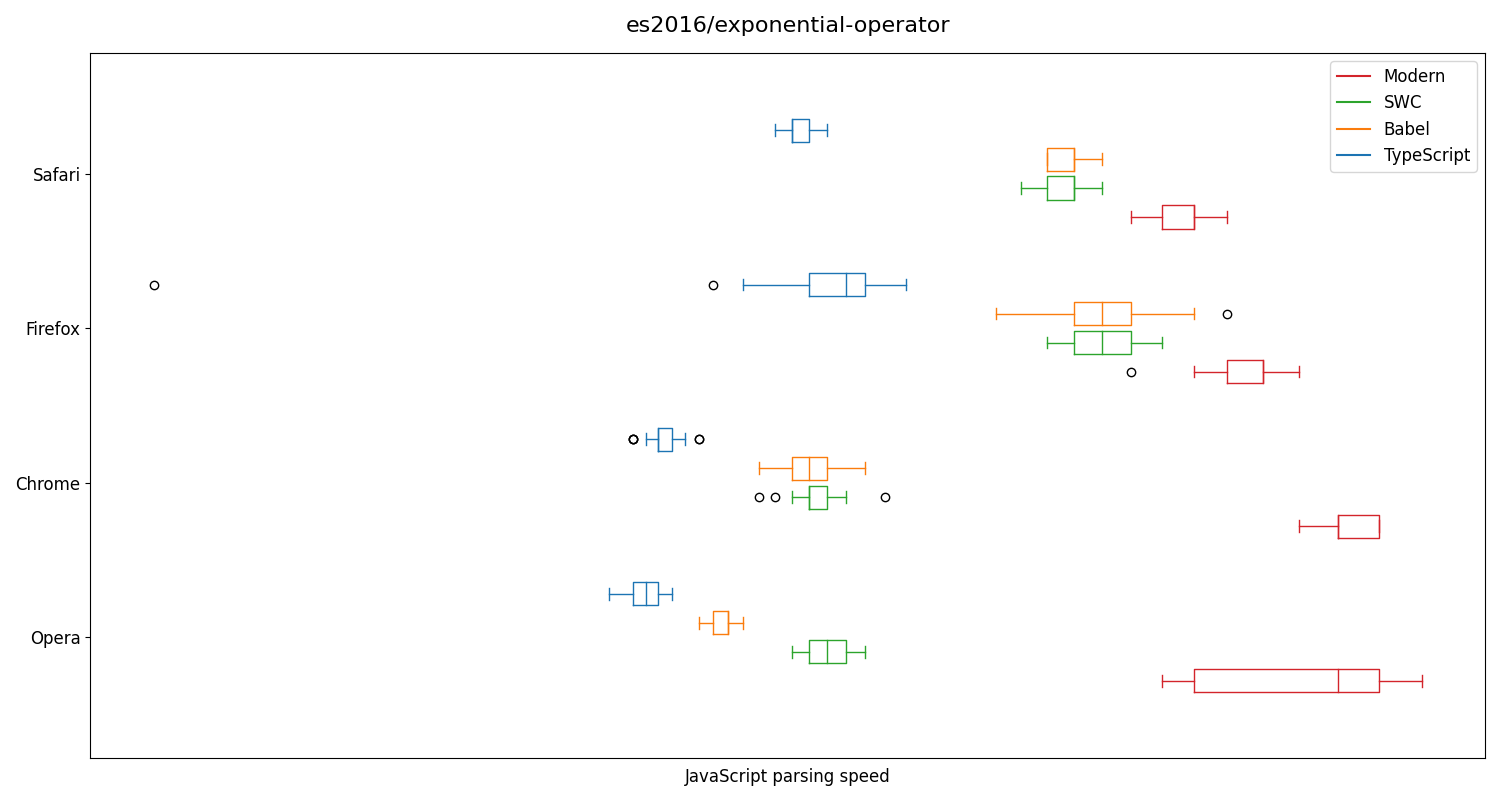 es2016/exponential-operator
Modern
SWC
Babel
TypeScript
Safari
Firefox
Chrome
Opera
JavaScript parsing speed